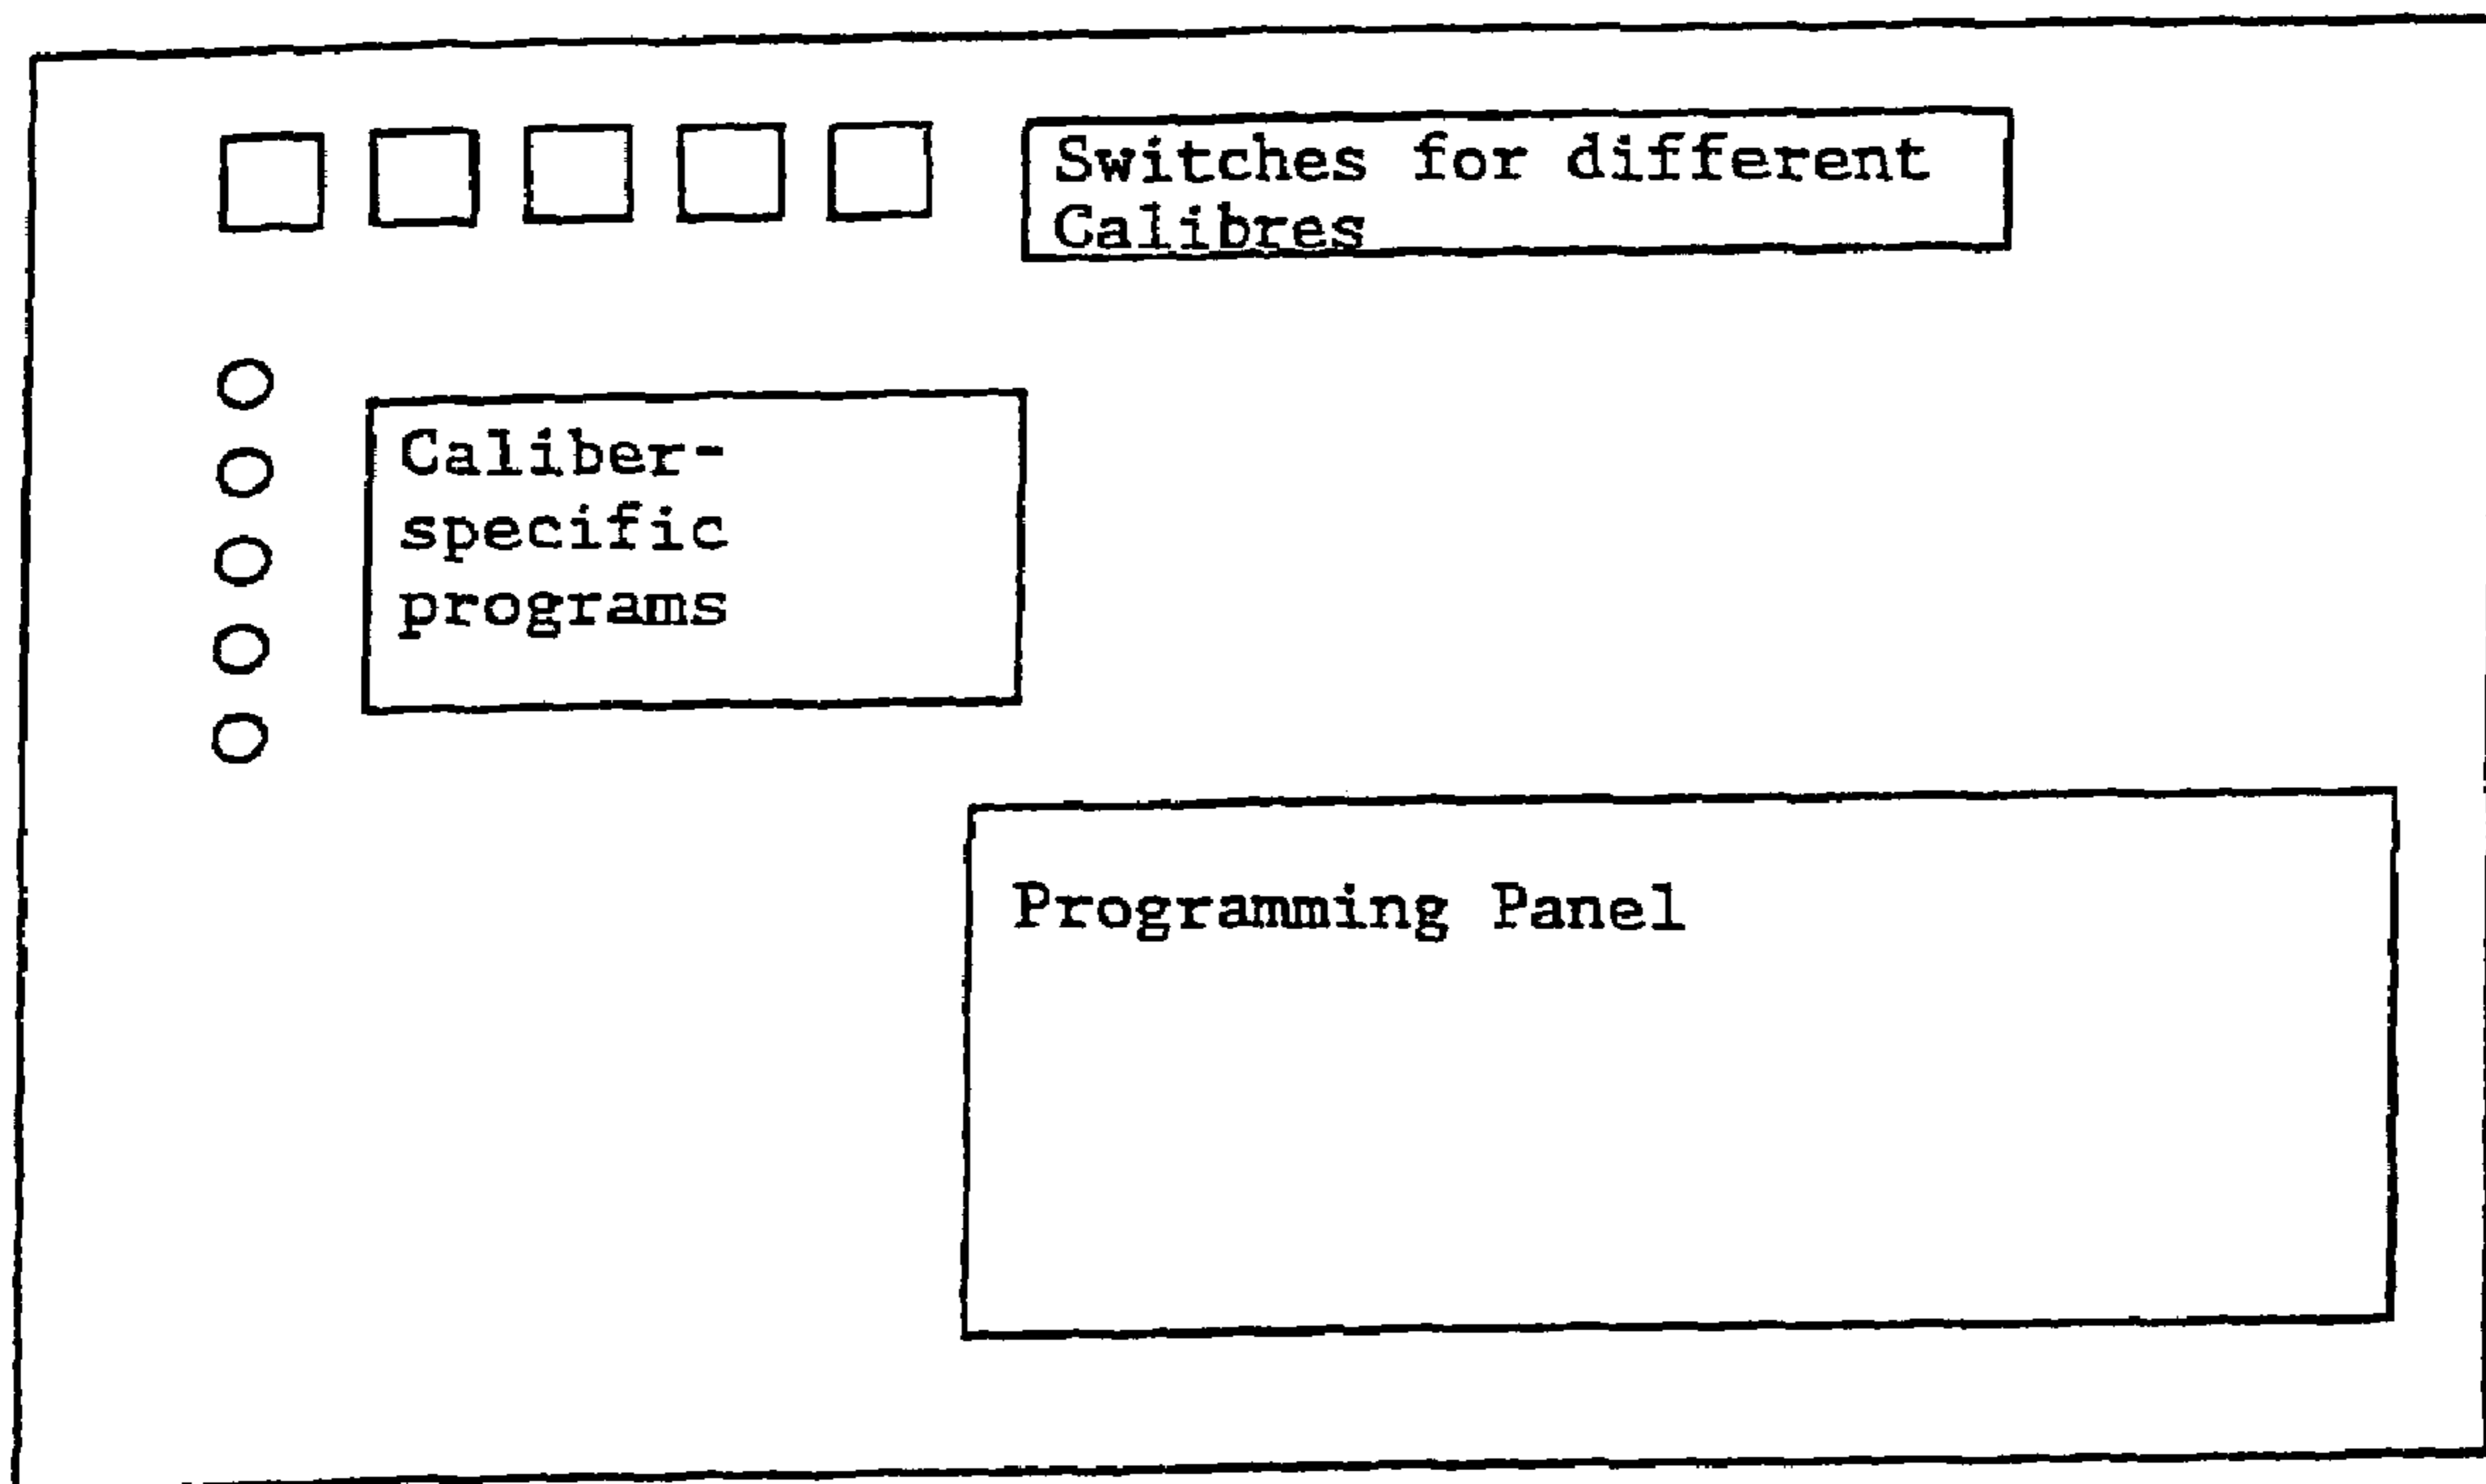 Switches for different
Calibres
Caliber-
specific
programs
Programming Panel